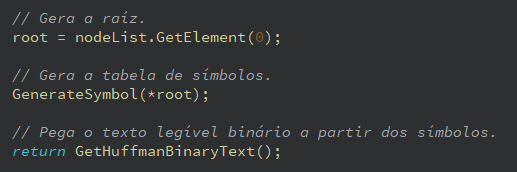 // Gera a raíz.
root = nodeList.GetElement(0);
// Gera a tabela de símbolos.
GenerateSymbol(*root);
// Pega o texto legível binário a partir dos símbolos.
return GetHuffmanBinaryText();